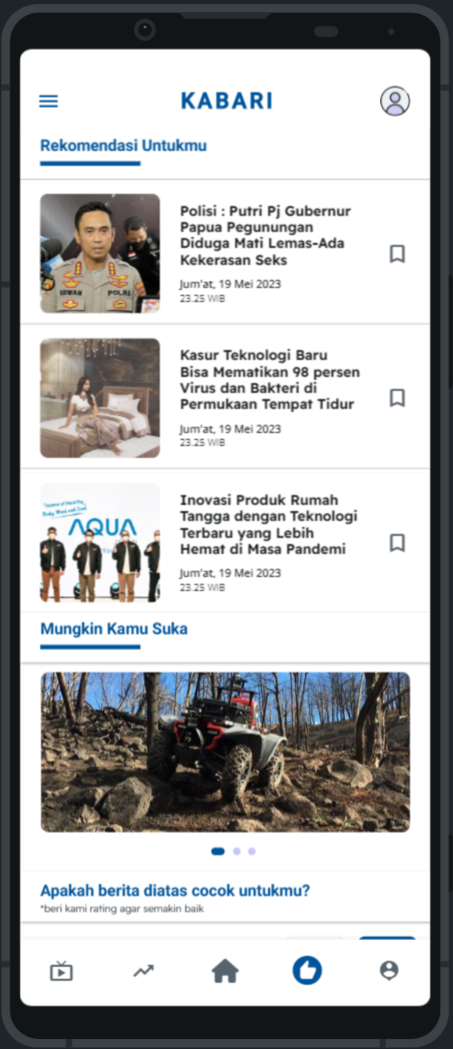 KABARI
Rekomendasi Untukmu
Polisi : Putri Pj Gubernur
Papua Pegunungan
Diduga Mati Lemas-Ada
Kekerasan Seks
Jum'at, 19 Mei 2023
23.25 WIB
IRWAN
POLRI
Kasur Teknologi Baru
Bisa Mematikan 98 persen
Virus dan Bakteri di
Permukaan Tempat Tidur
Jum'at, 19 Mei 2023
23.25 WIB
AQUA
Inovasi Produk Rumah
Tangga dengan Teknologi
Terbaru yang Lebih
Hemat di Masa Pandemi
Jum'at, 19 Mei 2023
23.25 WIB
Mungkin Kamu Suka
Apakah berita diatas cocok untukmu?
*beri kami rating agar semakin baik